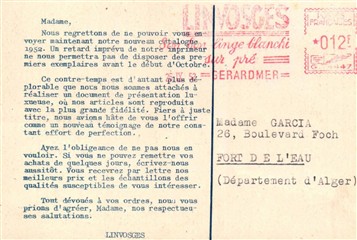 Madame,
Nous regrettons de ne pouvoir vous en
voyer maintenant notre nouveau catalogue
1952. Un retard imprévu de notre imprimeur
ne nous permettra pas de disposer des pre
miers exemplaires avant le début d'Octobre.
Ce contre-temps est d'autant plus dé
plorable que nous nous sommes attachés à
réaliser un document de présentation lu-
xueuse, où nos articles sont reproduits
avec la plus grande fidélité. Fiers à juste
titre, nous avions hâte de vous l'offrir
comme un nouveau témoignage de notre cons-
tant effort de perfection.
Ayez l'obligeance de ne pas nous en
vouloir. Si vous ne pouvez remettre vos
achats de quelques jours, écrivez-nous
aussitôt. Vous recevrez par lettre nos
meilleurs prix et les échantillons des
qualités susceptibles de vous intéresser.
Tout dévoués à vos ordres, nous vous
prions d'agréer, Madame, nos respectueu-
ses salutations.
LINVOSGES
LINVOSGES
linge blanchi
sur pré
GERARDMER
012
Madame GARCIA
26, Boulevard Foch
FORT DE L'EAU
(Département d'Alger)